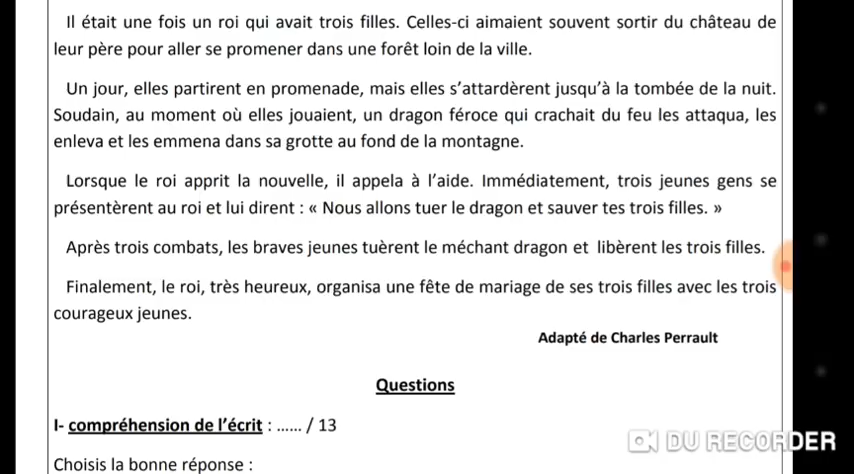 Il était une fois un roi qui avait trois filles. Celles-ci aimaient souvent sortir du château de
leur père pour aller se promener dans une forêt loin de la ville.
Un jour, elles partirent en promenade, mais elles s’attardèrent jusqu’à la tombée de la nuit.
Soudain, au moment où elles jouaient, un dragon féroce qui crachait du feu les attaqua, les
enleva et les emmena dans sa grotte au fond de la montagne.
Lorsque le roi apprit la nouvelle, il appela à l’aide. Immédiatement, trois jeunes gens se
présentèrent au roi et lui dirent : « Nous allons tuer le dragon et sauver tes trois filles. »
Après trois combats, les braves jeunes tuèrent le méchant dragon et libèrent les trois filles.
Finalement, le roi, très heureux, organisa une fête de mariage de ses trois filles avec les trois
courageux jeunes.
Adapté de Charles Perrault
Questions
I- compréhension de l’écrit : ...... / 13
Choisis la bonne réponse :
DU RECORDER